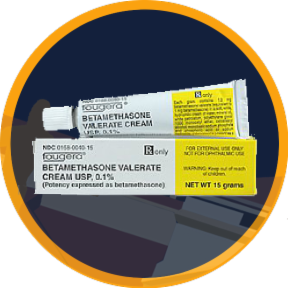 fougera®
BETAMETHASONE
VALERATE CREAM
USP, 0.1%
℞ only
NDC 0168-0040-15
fougera®
℞ only
BETAMETHASONE VALERATE
CREAM USP, 0.1%
(Potency expressed as betamethasone)
FOR EXTERNAL USE ONLY
NOT FOR OPHTHALMIC USE
WARNING: Keep out of reach
of children.
NET WT 15 grams